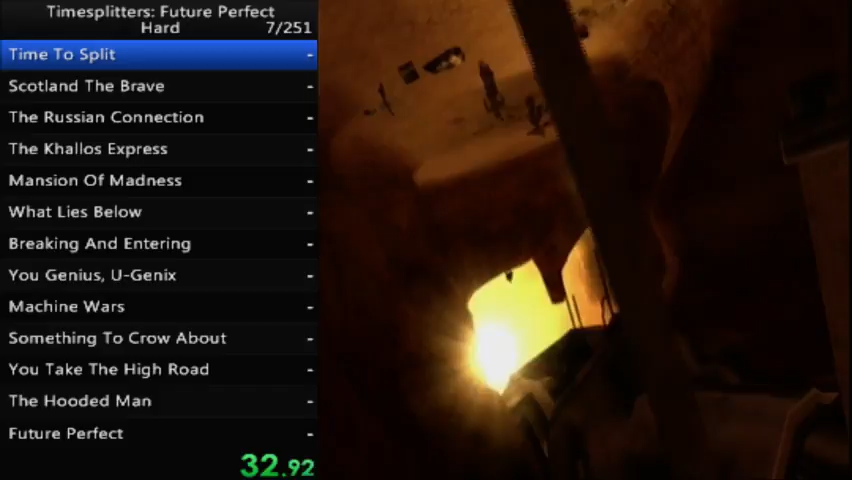 Timesplitters: Future Perfect
Hard 7/251
Time To Split -
Scotland The Brave -
The Russian Connection -
The Khallos Express -
Mansion Of Madness -
What Lies Below -
Breaking And Entering -
You Genius, U-Genix -
Machine Wars -
Something To Crow About -
You Take The High Road -
The Hooded Man -
Future Perfect -
32.92